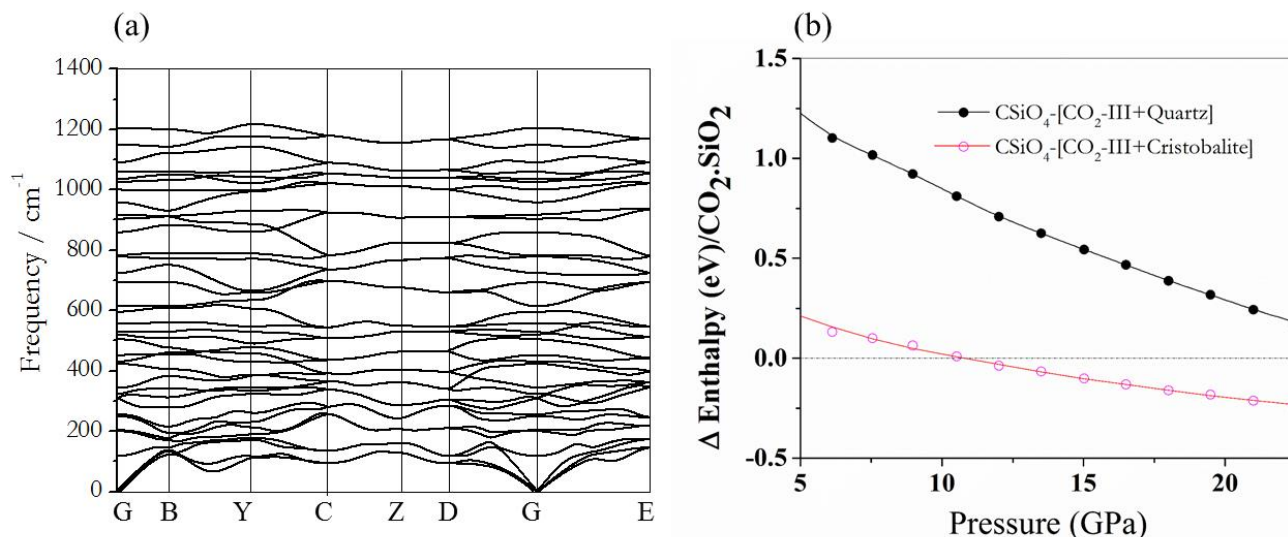 (a)
1400
1200
1000
800
600
400
200
0
Frequency / cm⁻¹
G B Y C Z D G E
(b)
1.5
1.0
0.5
0.0
-0.5
Δ Enthalpy (eV)/CO₂.SiO₂
CSiO₄-[CO₂-III+Quartz]
CSiO₄-[CO₂-III+Cristobalite]
5 10 15 20
Pressure (GPa)